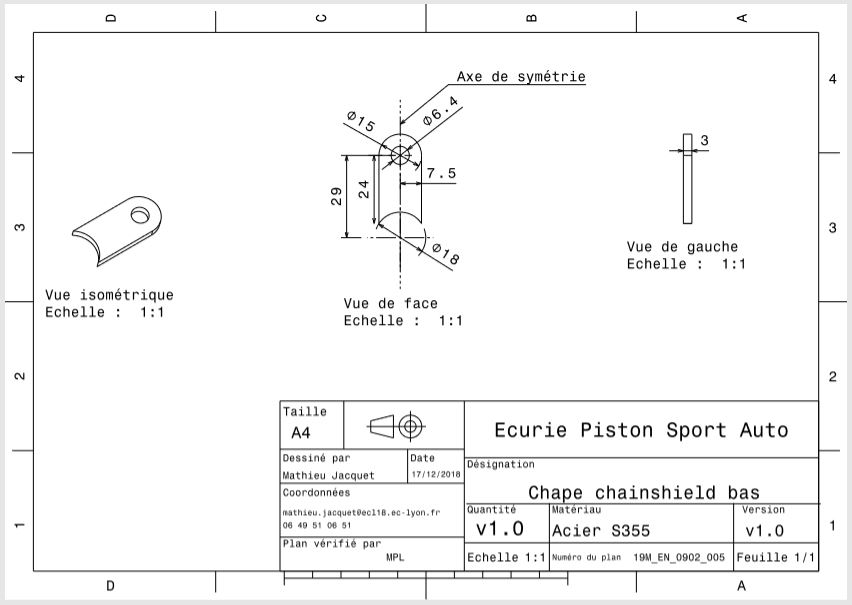 D C B A
4 4
Axe de symétrie
Φ15
Φ6.4
3
7.5
29
24
Φ18
3 3
Vue de gauche
Echelle : 1:1
Vue isométrique
Echelle : 1:1
Vue de face
Echelle : 1:1
2 2
Taille
A4
Ecurie Piston Sport Auto
Dessiné par
Mathieu Jacquet
Date
17/12/2018
Désignation
Chape chainshield bas
Coordonnées
mathieu.jacquet@ecl18.ec-lyon.fr
06 49 51 06 51
Quantité
v1.0
Matériau
Acier S355
Version
v1.0
1 1
Plan vérifié par
MPL
Echelle 1:1
Numéro du plan 19M_EN_0902_005
Feuille 1/1
D A